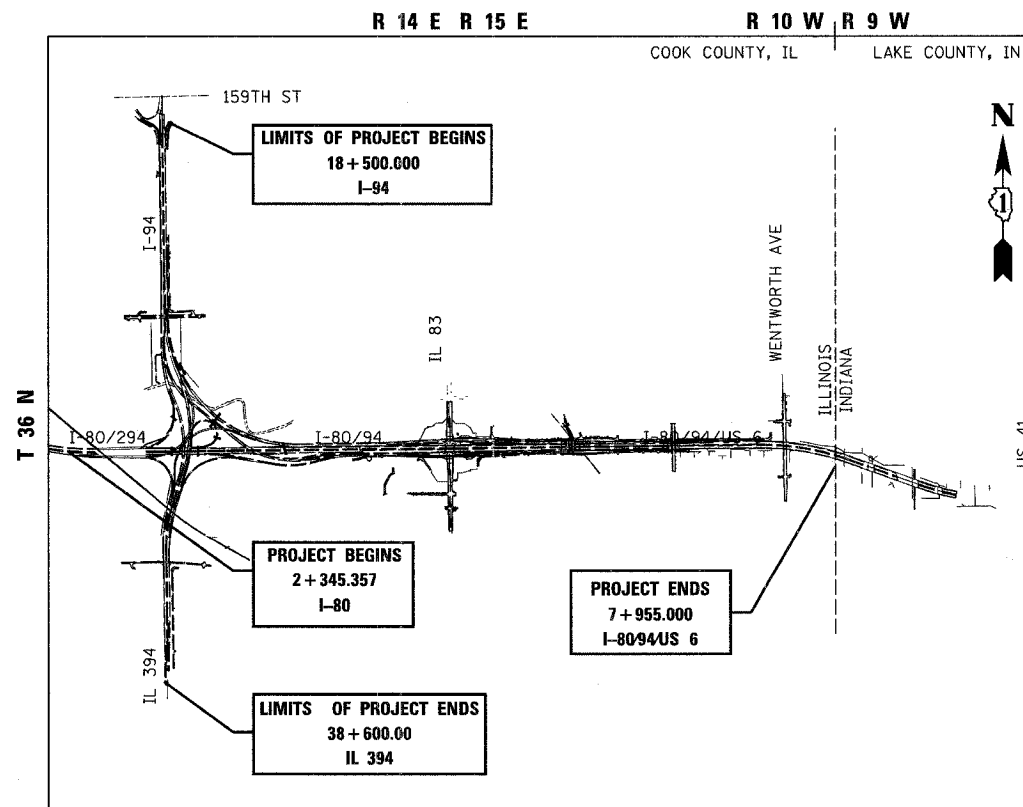 R 14 E R 15 E
R 10 W R 9 W
COOK COUNTY, IL
LAKE COUNTY, IN
159TH ST
LIMITS OF PROJECT BEGINS
18+500.000
I-94
N
1
I-94
WENTWORTH AVE
IL 83
ILLINOIS
INDIANA
T 36 N
I-80/294
I-80/94
I-80/94/US 6
US 41
PROJECT BEGINS
2+345.357
I-80
PROJECT ENDS
7+955.000
I-80/94/US 6
IL 394
LIMITS OF PROJECT ENDS
38+600.00
IL 394